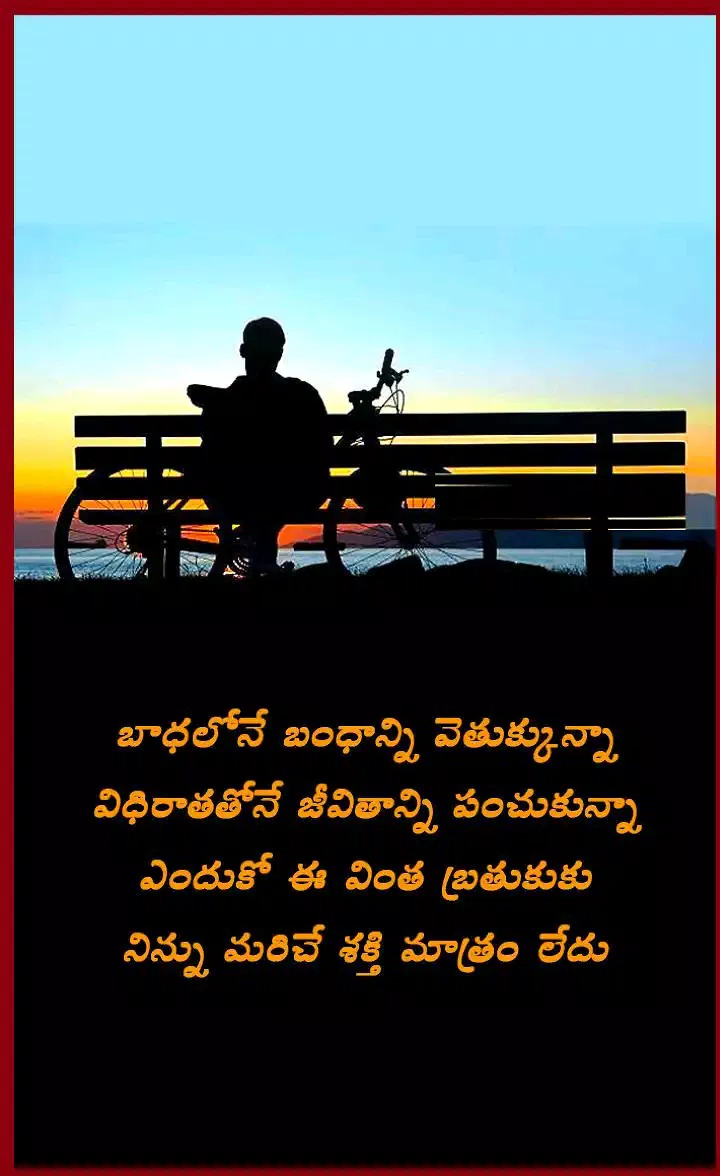 బాధలోనే బంధాన్ని వెతుక్కున్నా
విధిరాతతోనే జీవితాన్ని పంచుకున్నా
ఎందుకో ఈ వింత బ్రతుకుకు
నిన్ను మరిచే శక్తి మాత్రం లేదు